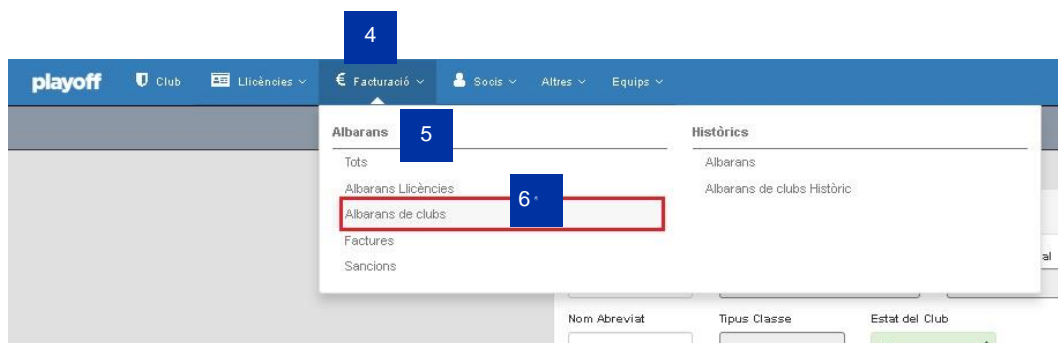 4
playoff Club Llicències Facturació Socis Altres Equips
5
Albarans Històrics
Tots Albarans
Albarans Llicències Albarans de clubs Històric
6
Albarans de clubs
Factures
Sancions
al
Nom Abreviat Tipus Classe Estat del Club